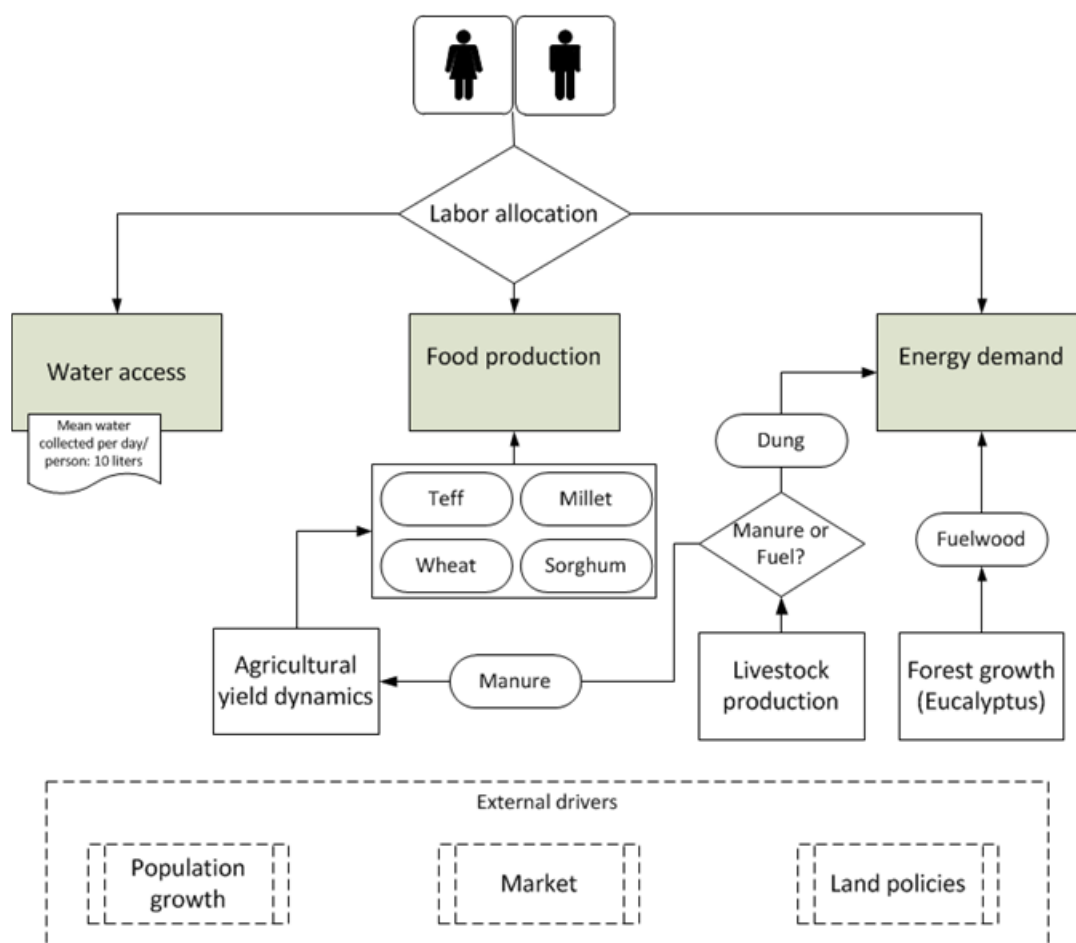 Labor allocation
Water access
Mean water
collected per day/
person: 10 liters
Food production
Energy demand
Dung
Teff
Millet
Wheat
Sorghum
Manure or
Fuel?
Fuelwood
Agricultural
yield dynamics
Manure
Livestock
production
Forest growth
(Eucalyptus)
External drivers
Population
growth
Market
Land policies